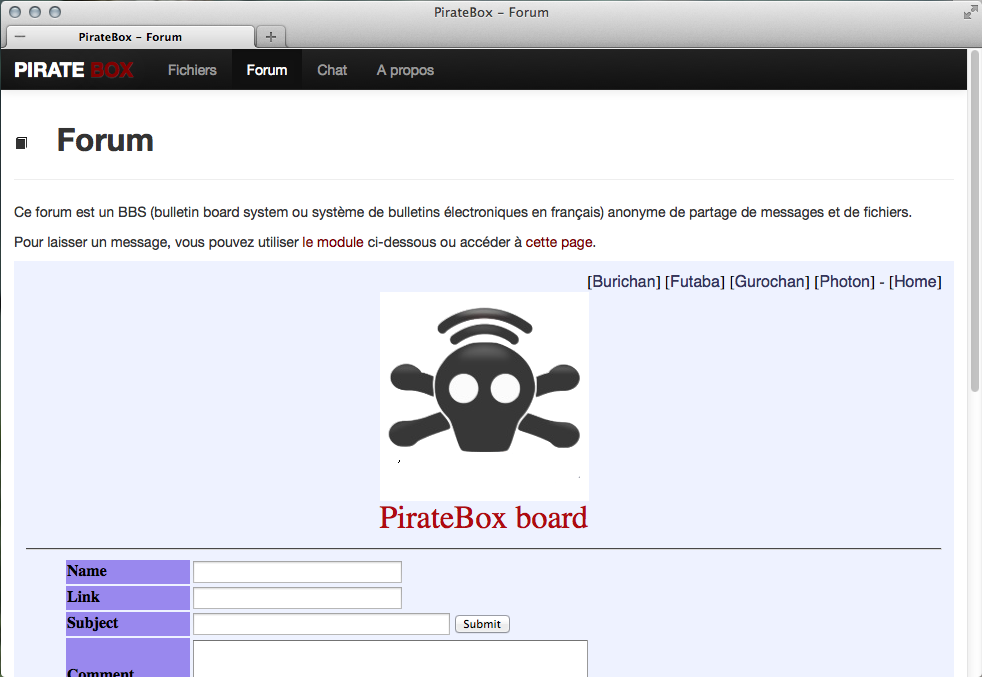 PirateBox – Forum
PirateBox – Forum
PIRATE BOX Fichiers Forum Chat A propos
Forum
Ce forum est un BBS (bulletin board system ou système de bulletins électroniques en français) anonyme de partage de messages et de fichiers.
Pour laisser un message, vous pouvez utiliser le module ci-dessous ou accéder à cette page.
[Burichan] [Futaba] [Gurochan] [Photon] - [Home]
PirateBox board
Name
Link
Subject Submit
Comment